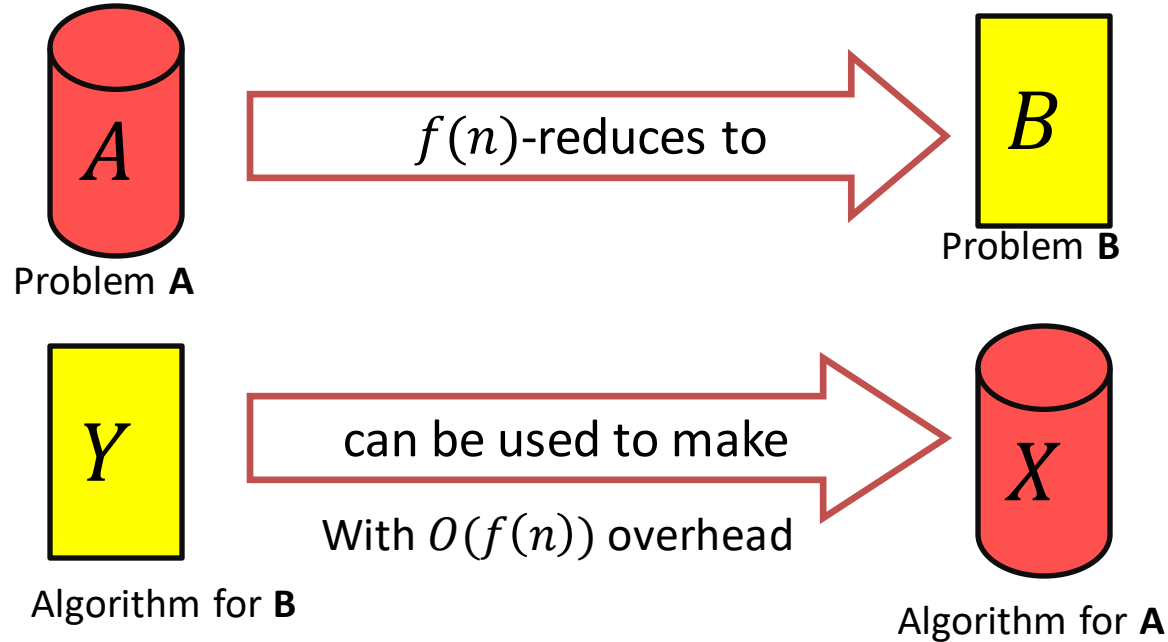 A
f(n)-reduces to
B
Problem A
Problem B
Y
can be used to make
X
With O(f(n)) overhead
Algorithm for B
Algorithm for A